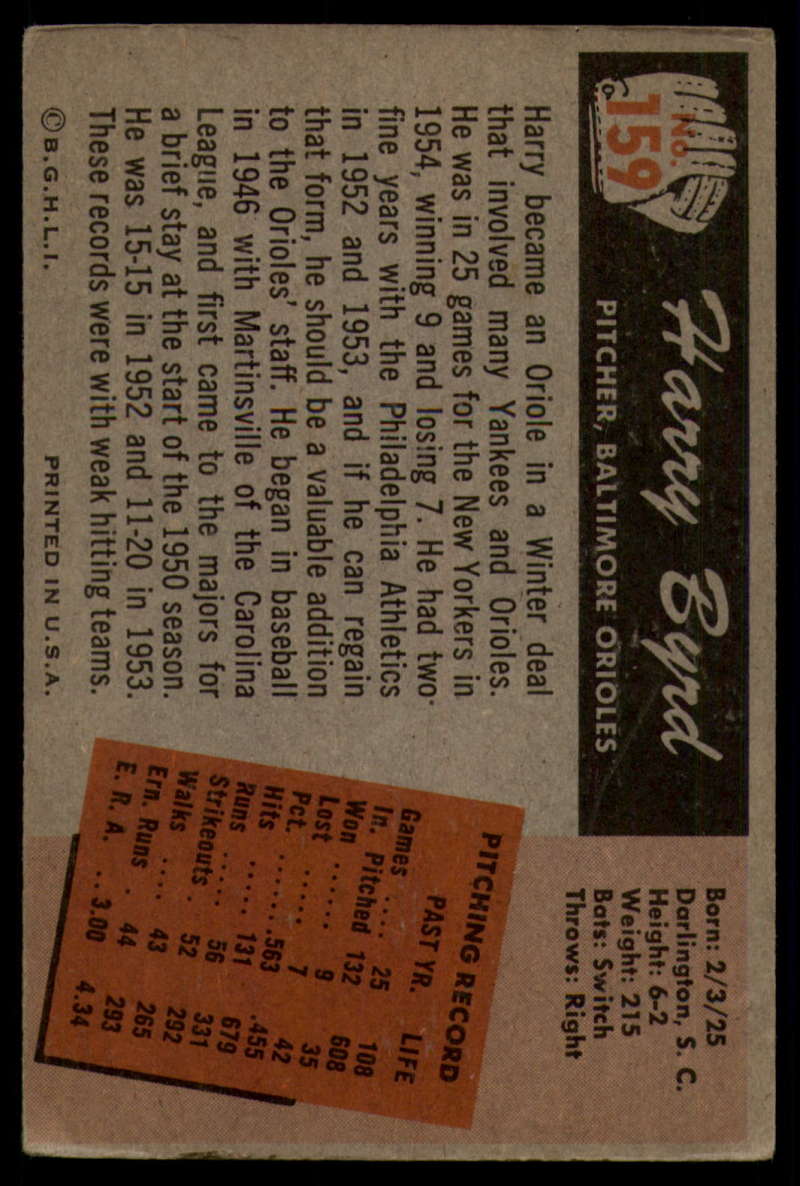 No. 159
Harry Byrd
PITCHER, BALTIMORE ORIOLES
Born: 2/3/25
Darlington, S. C.
Height: 6-2
Weight: 215
Bats: Switch
Throws: Right
Harry became an Oriole in a Winter deal
that involved many Yankees and Orioles.
He was in 25 games for the New Yorkers in
1954, winning 9 and losing 7. He had two
fine years with the Philadelphia Athletics
in 1952 and 1953, and if he can regain
that form, he should be a valuable addition
to the Orioles' staff. He began in baseball
in 1946 with Martinsville of the Carolina
League, and first came to the majors for
a brief stay at the start of the 1950 season.
He was 15-15 in 1952 and 11-20 in 1953.
These records were with weak hitting teams.
© B.G.H.L.I. PRINTED IN U.S.A.
PITCHING RECORD
PAST YR. LIFE
Games .... 25 108
In. Pitched 132 608
Won ...... 9 35
Lost ...... 7 42
Pct. ...... .563 .455
Hits ...... 131 679
Runs ..... 56 331
Strikeouts . 52 292
Walks .... 43 265
Ern. Runs . 44 293
E. R. A. .. 3.00 4.34